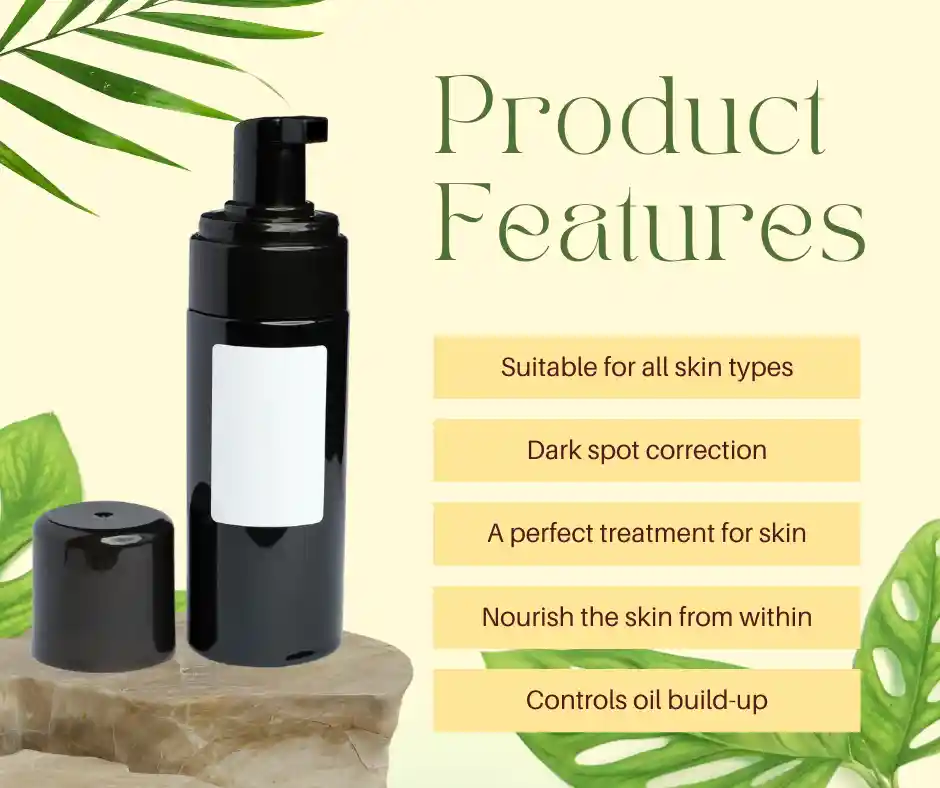 Product
Features
Suitable for all skin types
Dark spot correction
A perfect treatment for skin
Nourish the skin from within
Controls oil build-up